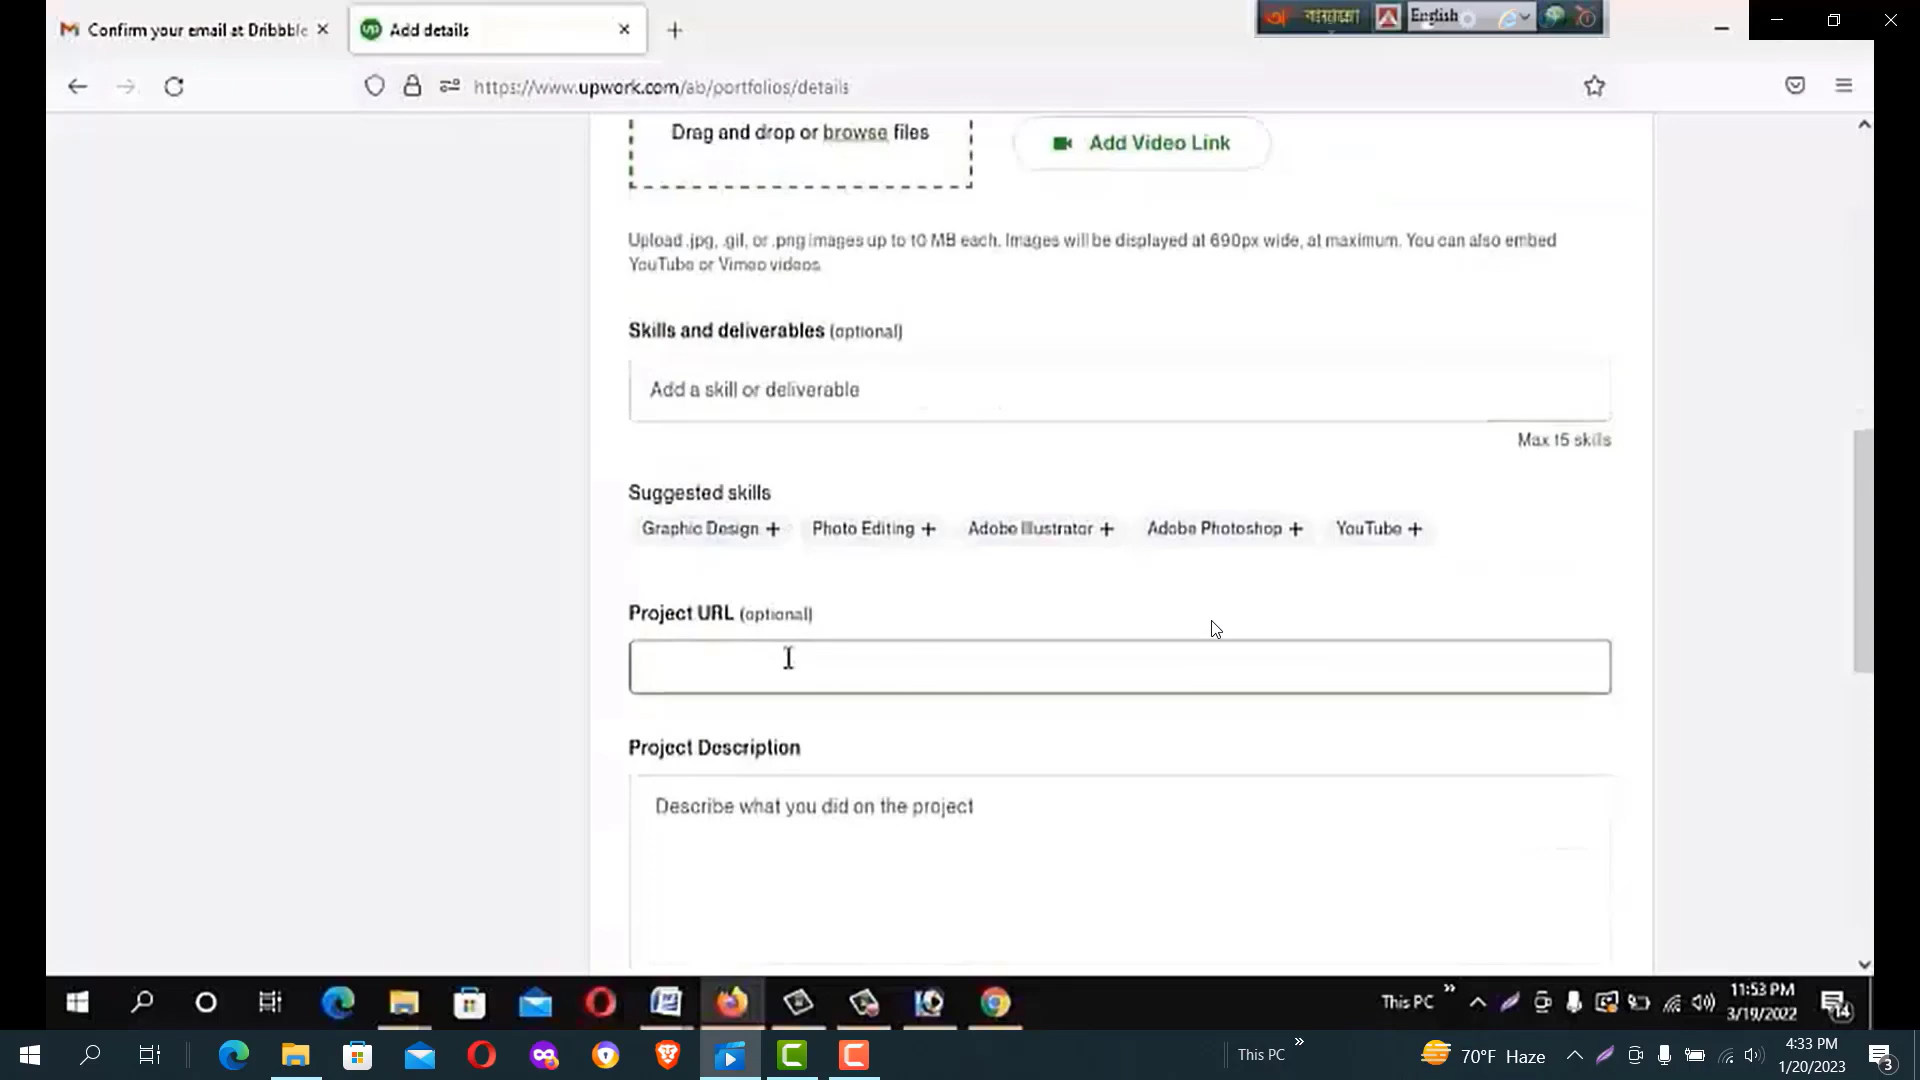 Confirm your email at Dribbble
Add details
English
https://www.upwork.com/ab/portfolios/details
Drag and drop or browse files
Add Video Link
Upload .jpg, .gif, or .png images up to 10 MB each. Images will be displayed at 690px wide, at maximum. You can also embed
YouTube or Vimeo videos.
Skills and deliverables (optional)
Add a skill or deliverable
Max 15 skills
Suggested skills
Graphic Design + Photo Editing + Adobe Illustrator + Adobe Photoshop + YouTube +
Project URL (optional)
Project Description
Describe what you did on the project
This PC
11:53 PM
3/19/2022
14
This PC
70°F Haze
4:33 PM
1/20/2023
3